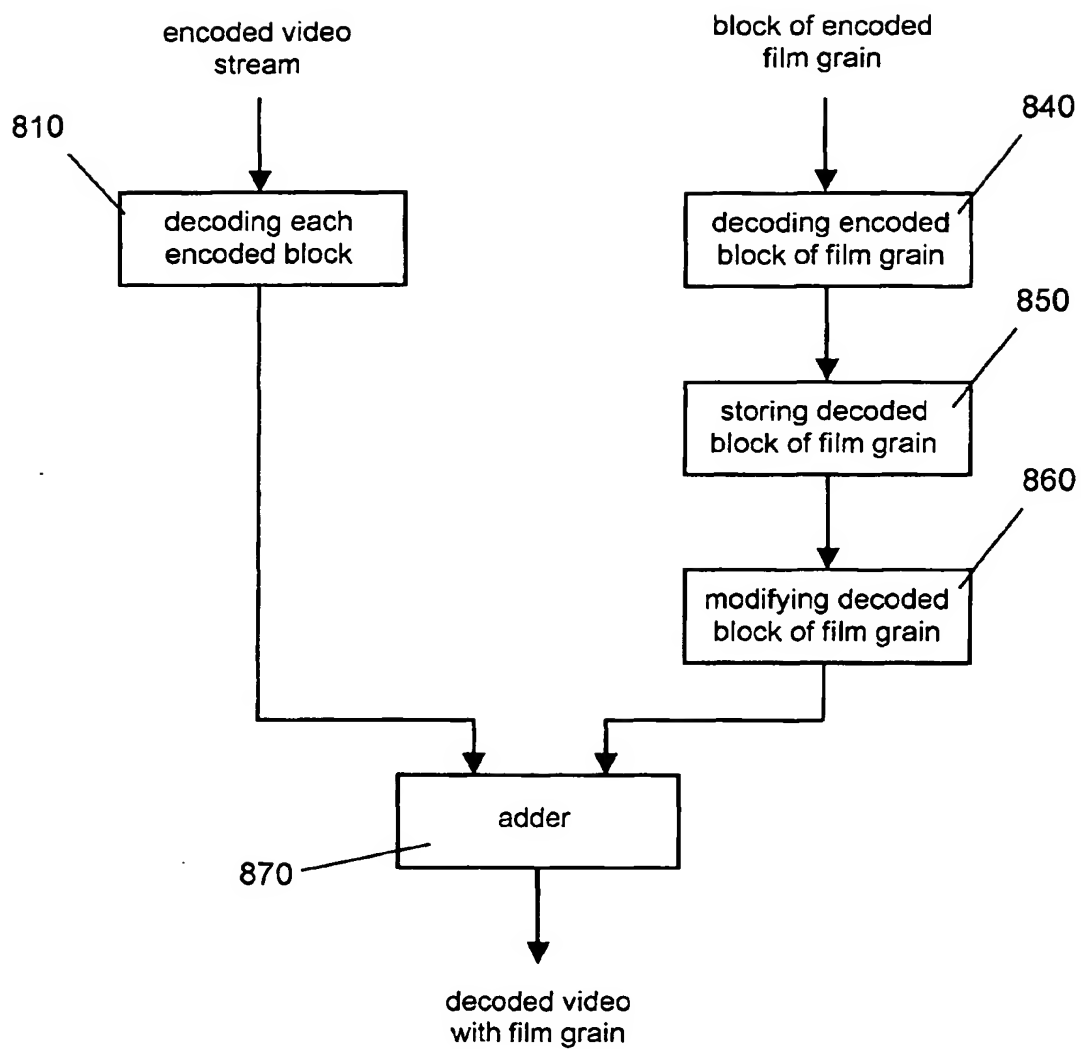 encoded video
stream
block of encoded
film grain
810
840
decoding each
encoded block
decoding encoded
block of film grain
850
storing decoded
block of film grain
860
modifying decoded
block of film grain
adder
870
decoded video
with film grain